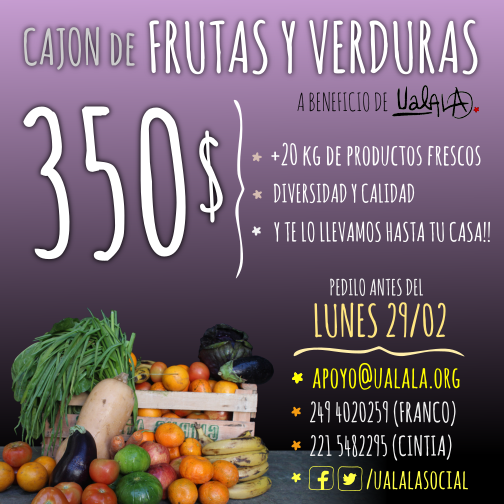 CAJON DE FRUTAS Y VERDURAS
A BENEFICIO DE UALALA
350$
+20 KG DE PRODUCTOS FRESCOS
DIVERSIDAD Y CALIDAD
Y TE LO LLEVAMOS HASTA TU CASA!!
PEDILO ANTES DEL
LUNES 29/02
APOYO@UALALA.ORG
249 4020259 (FRANCO)
221 5482295 (CINTIA)
/UALALASOCIAL